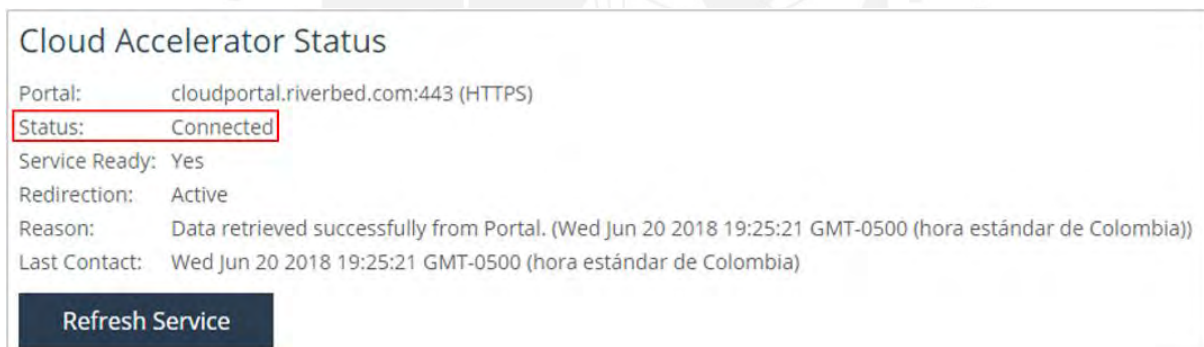 Cloud Accelerator Status
Portal: cloudportal.riverbed.com:443 (HTTPS)
Status: Connected
Service Ready: Yes
Redirection: Active
Reason: Data retrieved successfully from Portal. (Wed Jun 20 2018 19:25:21 GMT-0500 (hora estándar de Colombia))
Last Contact: Wed Jun 20 2018 19:25:21 GMT-0500 (hora estándar de Colombia)
Refresh Service